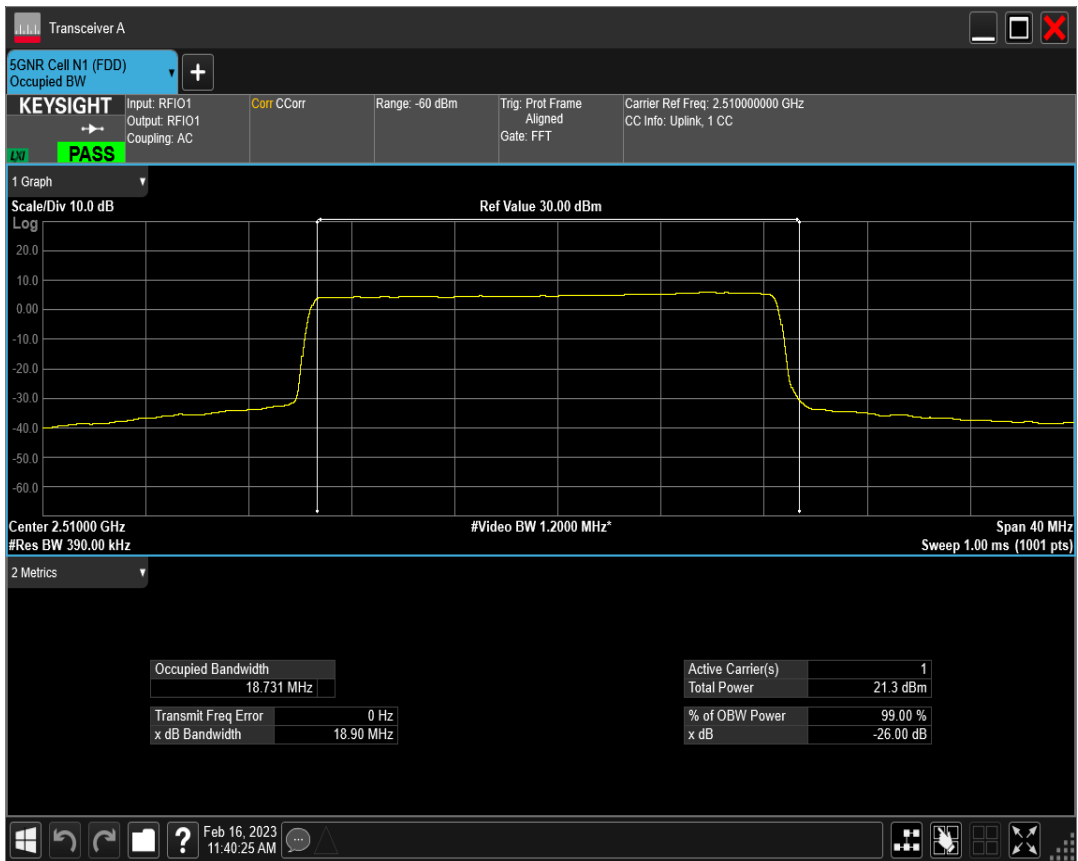 Transceiver A
5GNR Cell N1 (FDD)
Occupied BW
KEYSIGHT
LXI
PASS
Input: RFIO1
Output: RFIO1
Coupling: AC
Corr CCorr
Range: -60 dBm
Trig: Prot Frame
Aligned
Gate: FFT
Carrier Ref Freq: 2.510000000 GHz
CC Info: Uplink, 1 CC
1 Graph
Scale/Div 10.0 dB
Ref Value 30.00 dBm
Log
20.0
10.0
0.00
-10.0
-20.0
-30.0
-40.0
-50.0
-60.0
Center 2.51000 GHz
#Video BW 1.2000 MHz*
Span 40 MHz
#Res BW 390.00 kHz
Sweep 1.00 ms (1001 pts)
2 Metrics
Occupied Bandwidth
18.731 MHz
Transmit Freq Error 0 Hz
x dB Bandwidth 18.90 MHz
Active Carrier(s) 1
Total Power 21.3 dBm
% of OBW Power 99.00 %
x dB -26.00 dB
?
Feb 16, 2023
11:40:25 AM